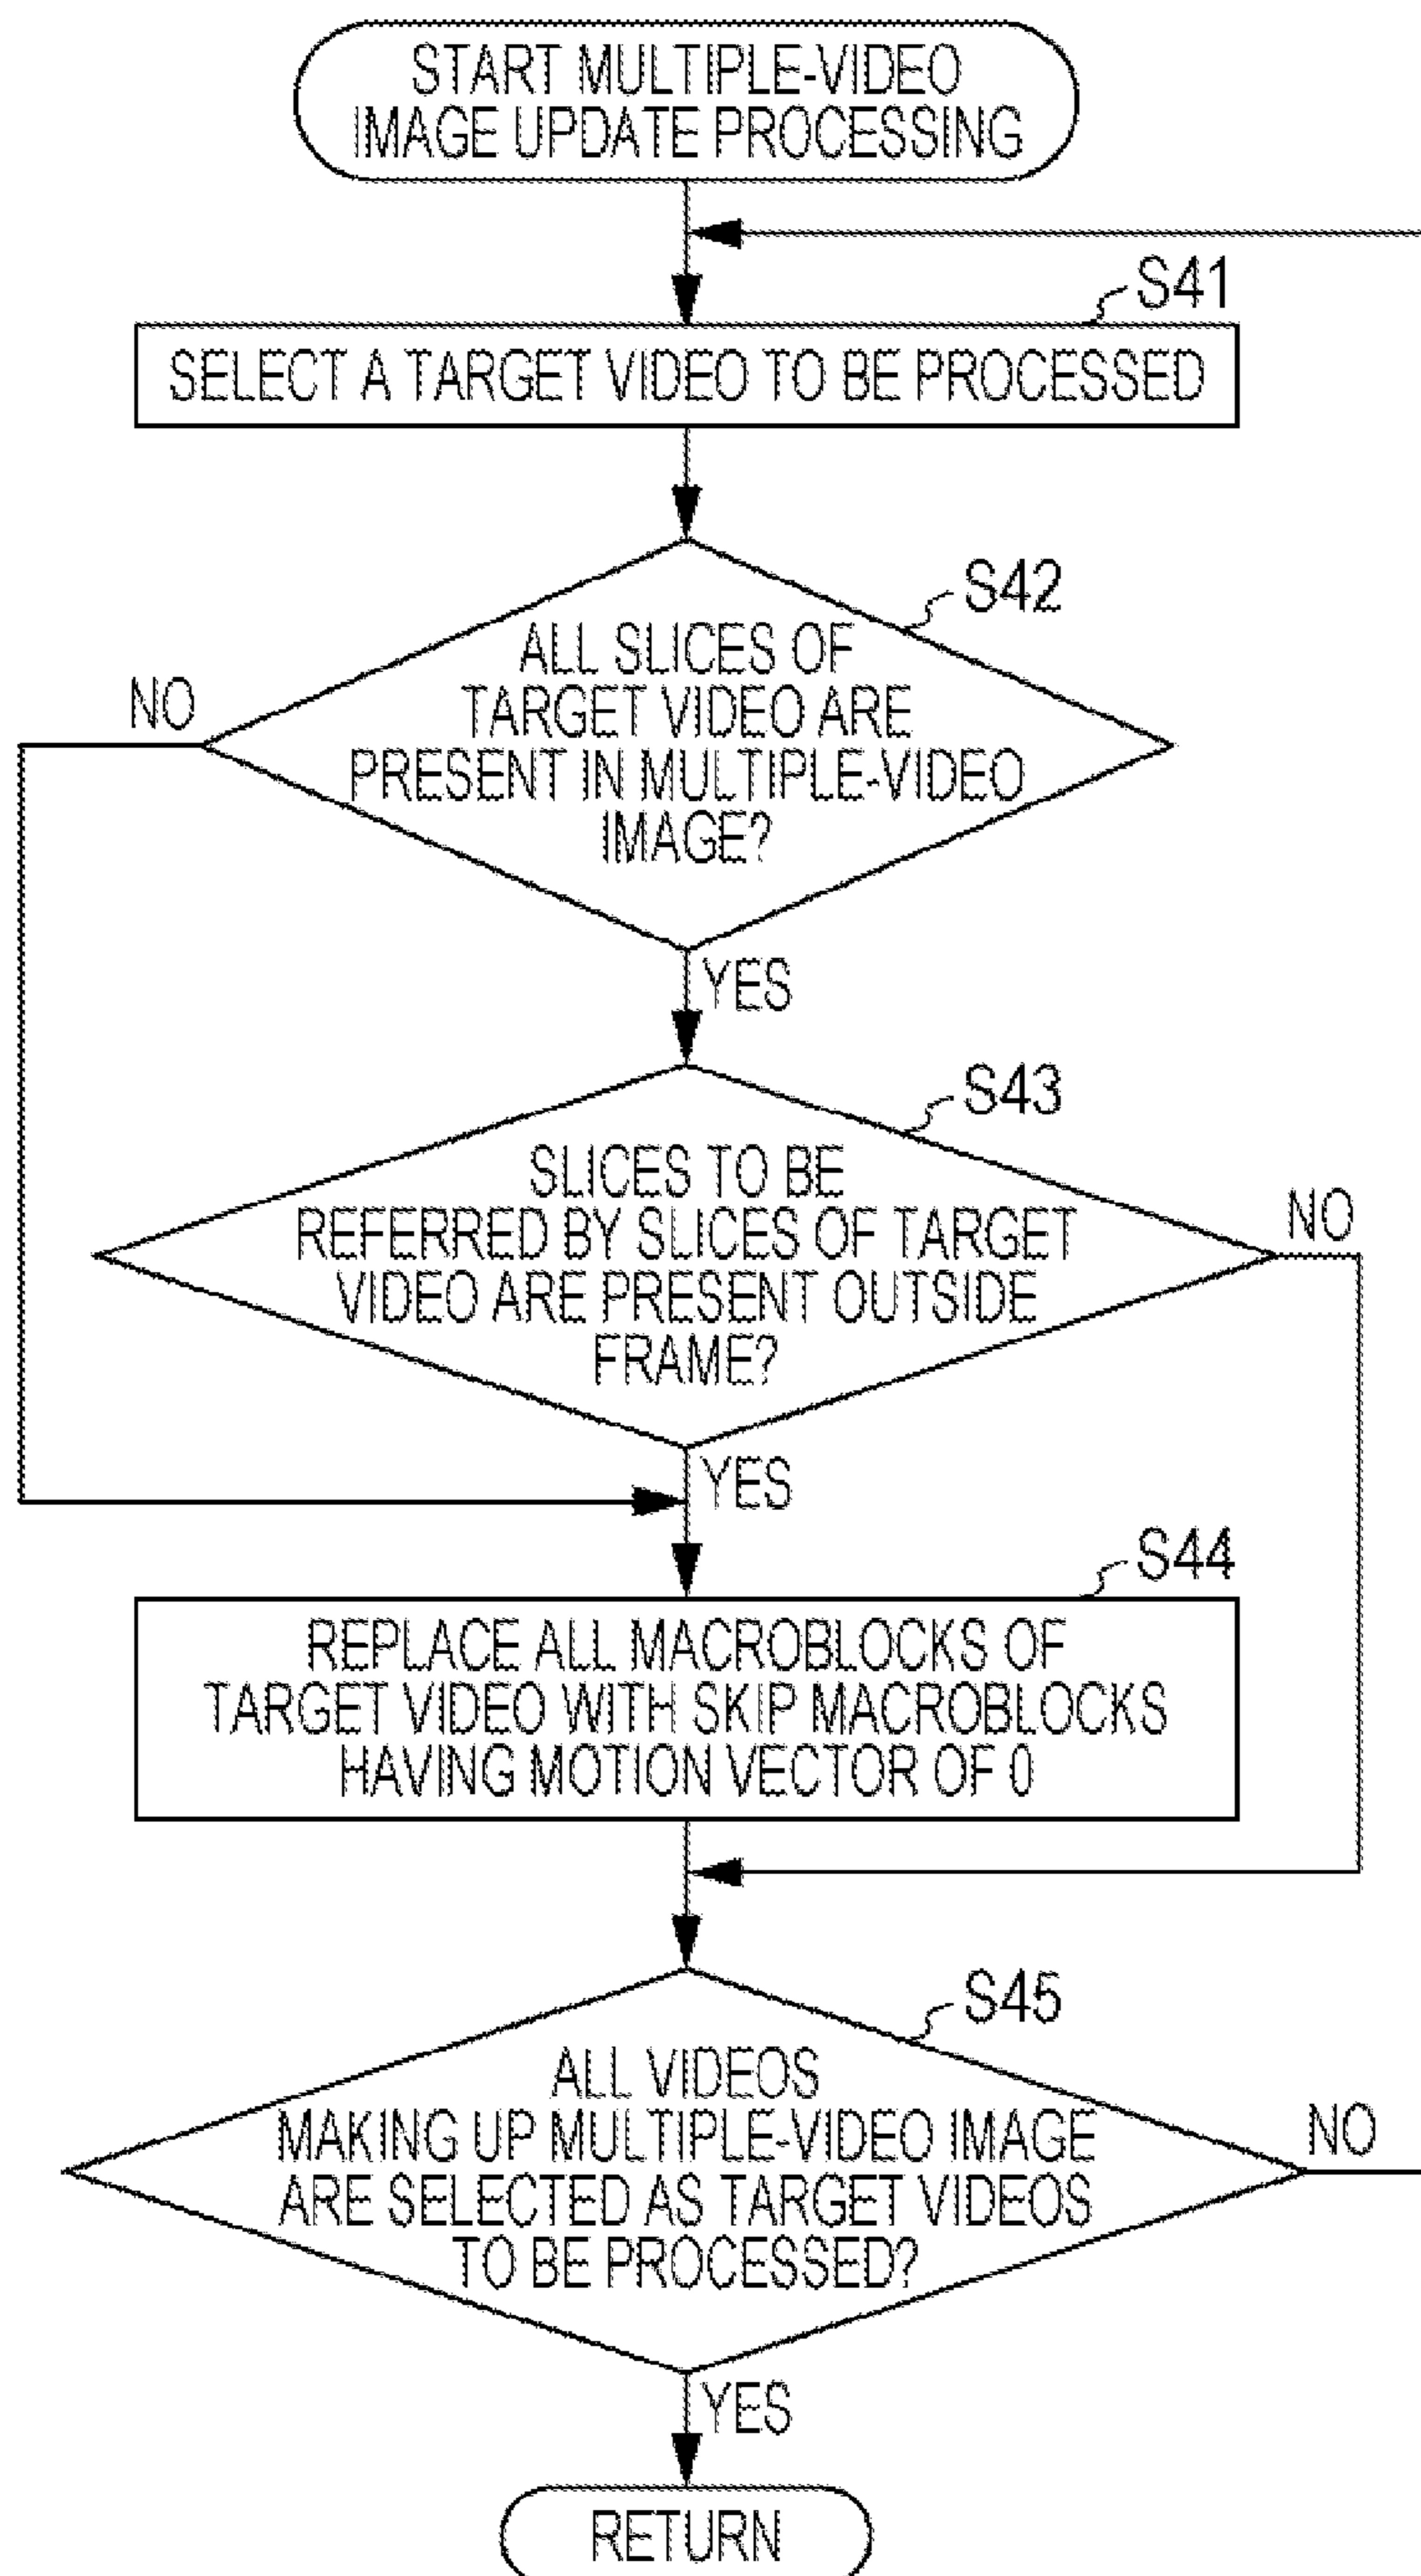 START MULTIPLE-VIDEO
IMAGE UPDATE PROCESSING
S41
SELECT A TARGET VIDEO TO BE PROCESSED
S42
ALL SLICES OF
TARGET VIDEO ARE
PRESENT IN MULTIPLE-VIDEO
IMAGE?
NO
YES
S43
SLICES TO BE
REFERRED BY SLICES OF TARGET
VIDEO ARE PRESENT OUTSIDE
FRAME?
NO
YES
S44
REPLACE ALL MACROBLOCKS OF
TARGET VIDEO WITH SKIP MACROBLOCKS
HAVING MOTION VECTOR OF 0
S45
ALL VIDEOS
MAKING UP MULTIPLE-VIDEO IMAGE
ARE SELECTED AS TARGET VIDEOS
TO BE PROCESSED?
NO
YES
RETURN